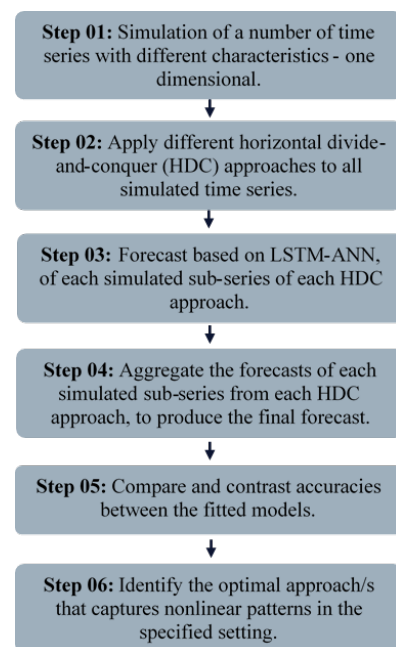 Step 01: Simulation of a number of time
series with different characteristics - one
dimensional.
Step 02: Apply different horizontal divide-
and-conquer (HDC) approaches to all
simulated time series.
Step 03: Forecast based on LSTM-ANN,
of each simulated sub-series of each HDC
approach.
Step 04: Aggregate the forecasts of each
simulated sub-series from each HDC
approach, to produce the final forecast.
Step 05: Compare and contrast accuracies
between the fitted models.
Step 06: Identify the optimal approach/s
that captures nonlinear patterns in the
specified setting.